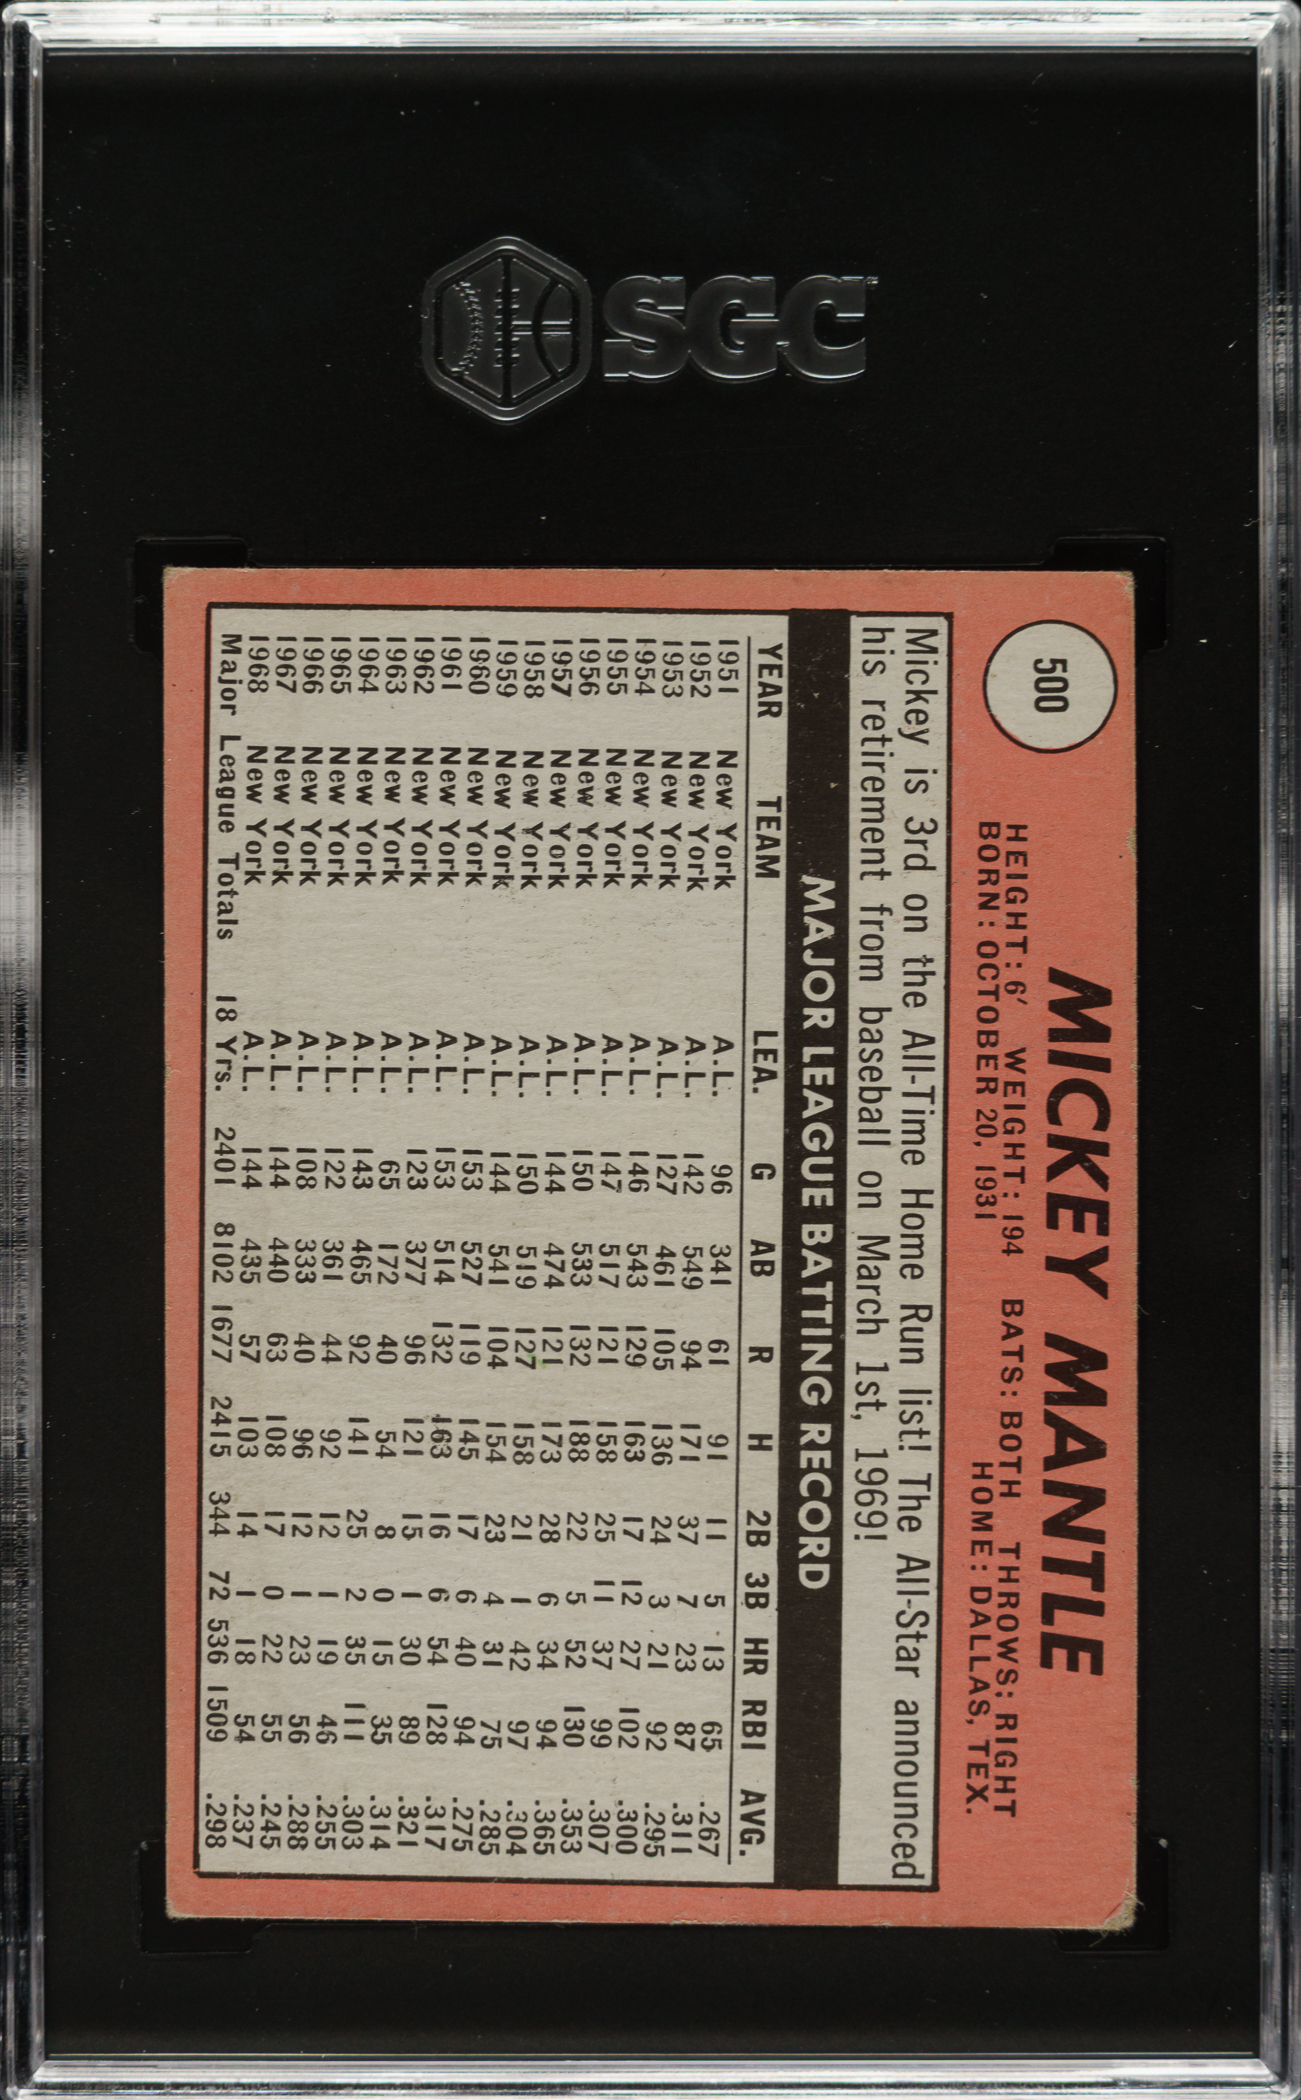 SGC
500
MICKEY MANTLE
HEIGHT: 6' WEIGHT: 194 BATS: BOTH THROWS: RIGHT
BORN: OCTOBER 20, 1931 HOME: DALLAS, TEX.
Mickey is 3rd on the All-Time Home Run list! The All-Star announced
his retirement from baseball on March 1st, 1969!
MAJOR LEAGUE BATTING RECORD
YEAR TEAM LEA. G AB R H 2B 3B HR RBI AVG.
1951 New York A.L. 96 341 61 91 11 5 13 65 .267
1952 New York A.L. 142 549 94 171 37 7 23 87 .311
1953 New York A.L. 127 461 105 136 24 3 21 92 .295
1954 New York A.L. 146 543 129 163 17 12 27 102 .300
1955 New York A.L. 147 517 121 158 25 11 37 99 .307
1956 New York A.L. 150 533 132 188 22 5 52 130 .353
1957 New York A.L. 144 474 121 173 28 6 34 94 .365
1958 New York A.L. 150 519 127 158 21 1 42 97 .304
1959 New York A.L. 144 541 104 154 23 4 31 75 .285
1960 New York A.L. 153 527 119 145 17 6 40 94 .275
1961 New York A.L. 153 514 132 163 16 6 54 128 .317
1962 New York A.L. 123 377 96 121 15 1 30 89 .321
1963 New York A.L. 65 172 40 54 8 0 15 35 .314
1964 New York A.L. 143 465 92 141 25 2 35 111 .303
1965 New York A.L. 122 361 44 92 12 1 19 46 .255
1966 New York A.L. 108 333 40 96 12 1 23 56 .288
1967 New York A.L. 144 440 63 108 17 0 22 55 .245
1968 New York A.L. 144 435 57 103 14 1 18 54 .237
Major League Totals 18 Yrs. 2401 8102 1677 2415 344 72 536 1509 .298